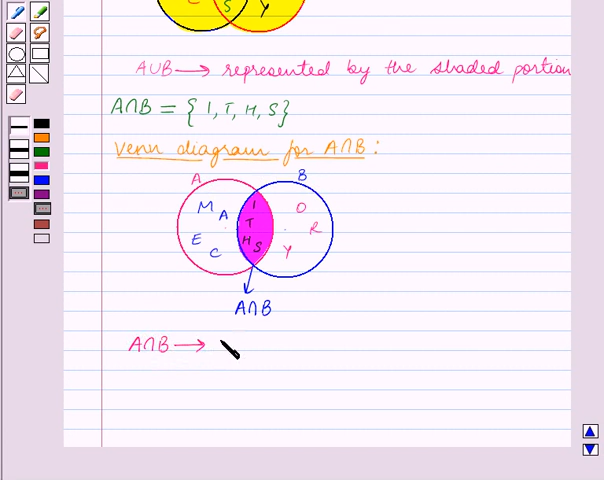 C S Y
A∪B → represented by the shaded portion
A∩B = { I, T, H, S }
Venn diagram for A∩B :
A B
M A I O
T R
E H
C S Y
A∩B
A∩B →